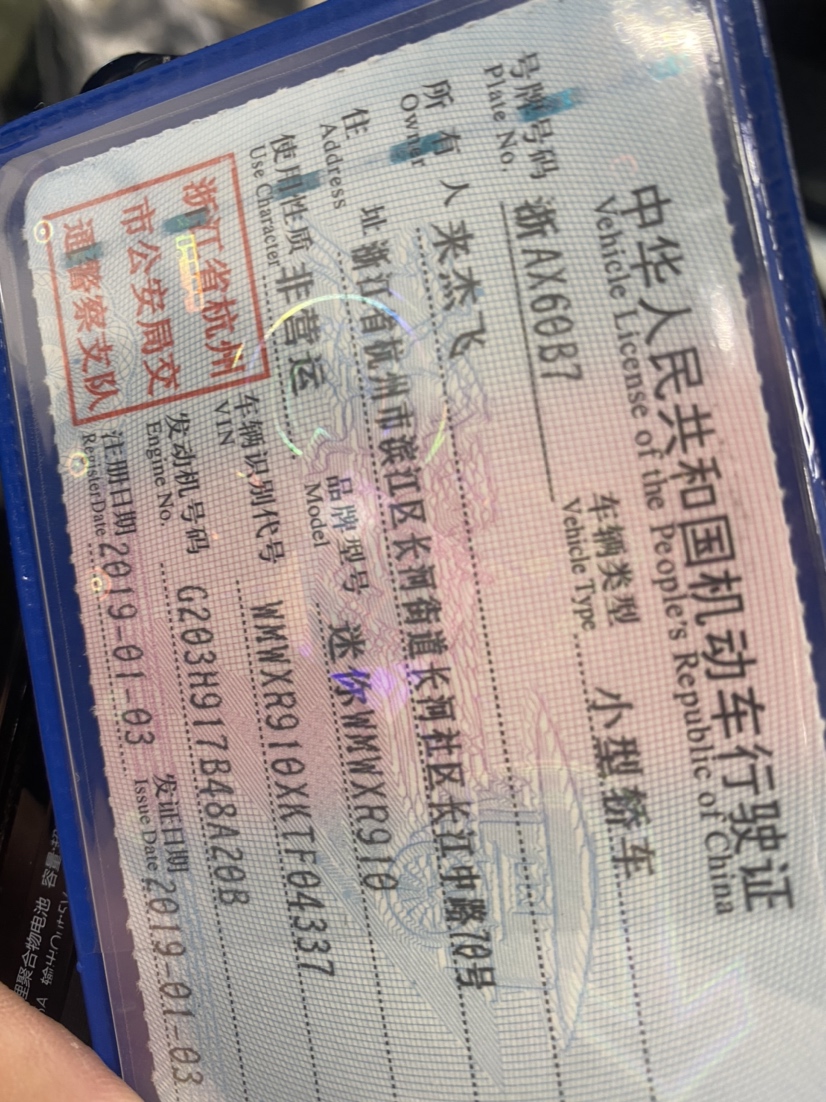 中华人民共和国机动车行驶证
Vehicle License of the People's Republic of China
号牌号码 浙AX60B7 车辆类型 小型轿车
Plate No. Vehicle Type
所有人 来杰飞
Owner
住址 浙江省杭州市滨江区长河街道长河社区长江中路70号
Address
使用性质 非营运 品牌型号 迷你WMWXR910
Use Character Model
浙江省杭州
市公安局交
通警察支队
车辆识别代号 WMWXR910XKTF04337
VIN
发动机号码 G203H917B48A20B
Engine No.
注册日期 2019-01-03 发证日期 2019-01-03
Register Date Issue Date
聚合物电池 容量